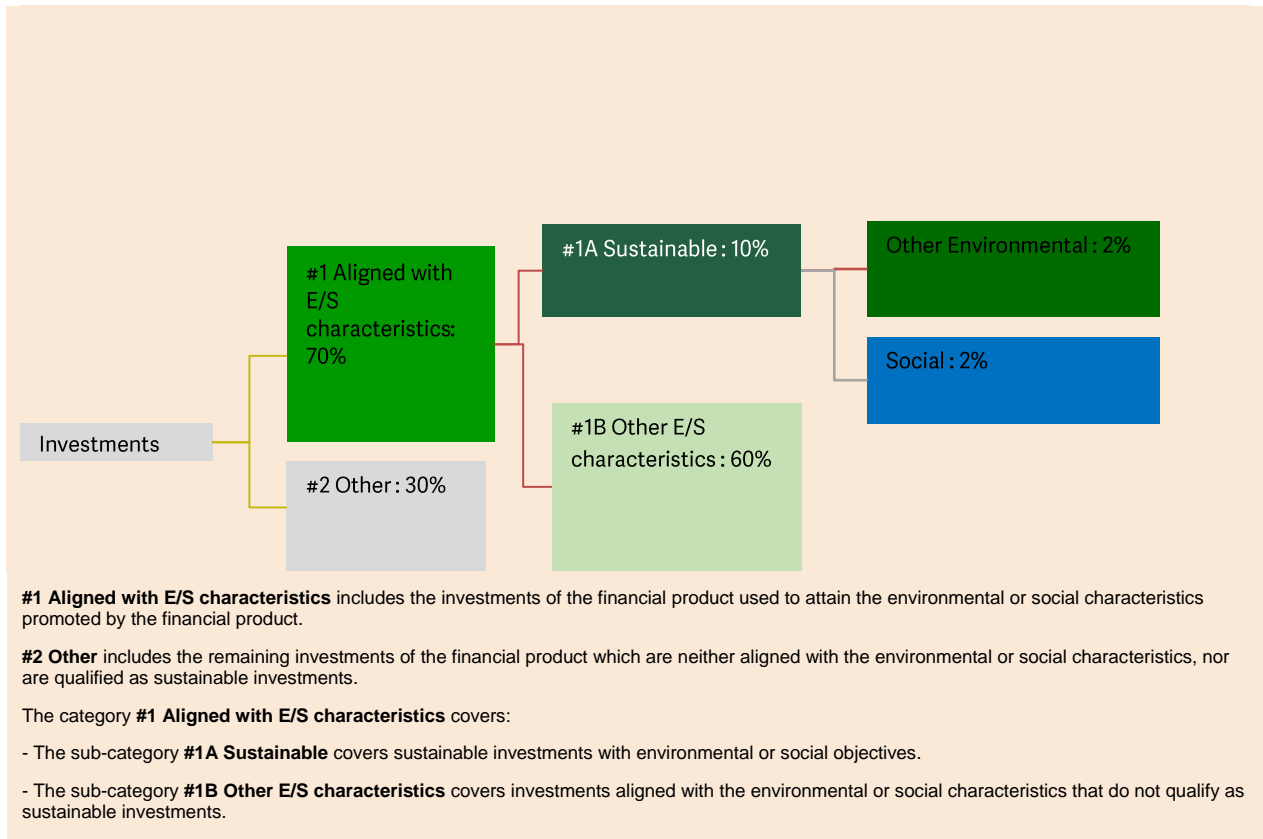 #1A Sustainable : 10%
Other Environmental : 2%
#1 Aligned with
E/S
characteristics:
70%
Social : 2%
#1B Other E/S
characteristics : 60%
Investments
#2 Other : 30%
#1 Aligned with E/S characteristics includes the investments of the financial product used to attain the environmental or social characteristics
promoted by the financial product.
#2 Other includes the remaining investments of the financial product which are neither aligned with the environmental or social characteristics, nor
are qualified as sustainable investments.
The category #1 Aligned with E/S characteristics covers:
- The sub-category #1A Sustainable covers sustainable investments with environmental or social objectives.
- The sub-category #1B Other E/S characteristics covers investments aligned with the environmental or social characteristics that do not qualify as
sustainable investments.